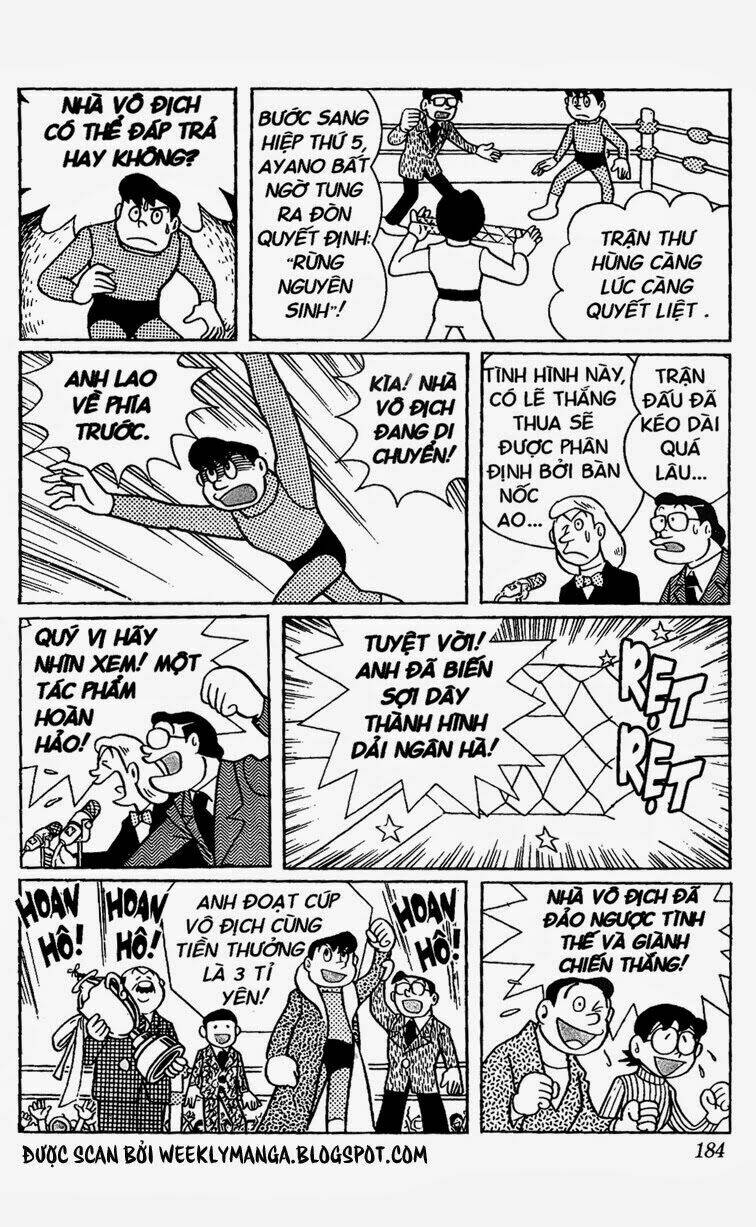 NHÀ VÔ ĐỊCH
CÓ THỂ ĐÁP TRẢ
HAY KHÔNG?
BƯỚC SANG
HIỆP THỨ 5,
AYANO BẤT
NGỜ TUNG
RA ĐÒN
QUYẾT ĐỊNH:
"RỪNG
NGUYÊN
SINH"!
TRẬN THƯ
HÙNG CÀNG
LÚC CÀNG
QUYẾT LIỆT .
ANH LAO
VỀ PHÍA
TRƯỚC.
KÌA! NHÀ
VÔ ĐỊCH
ĐANG DI
CHUYỂN!
TÌNH HÌNH NÀY,
CÓ LẼ THẮNG
THUA SẼ
ĐƯỢC PHÂN
ĐỊNH BỞI BÀN
NỐC
AO...
TRẬN
ĐẤU ĐÃ
KÉO DÀI
QUÁ
LÂU...
QUÝ VỊ HÃY
NHÌN XEM! MỘT
TÁC PHẨM
HOÀN
HẢO!
TUYỆT VỜI!
ANH ĐÃ BIẾN
SỢI DÂY
THÀNH HÌNH
DẢI NGÂN HÀ!
RẸT
RẸT
HOAN
HÔ!
HOAN
HÔ!
ANH ĐOẠT CÚP
VÔ ĐỊCH CÙNG
TIỀN THƯỞNG
LÀ 3 TỈ
YÊN!
HOAN
HÔ!
NHÀ VÔ ĐỊCH ĐÃ
ĐẢO NGƯỢC TÌNH
THẾ VÀ GIÀNH
CHIẾN THẮNG!
ĐƯỢC SCAN BỞI WEEKLYMANGA.BLOGSPOT.COM
184